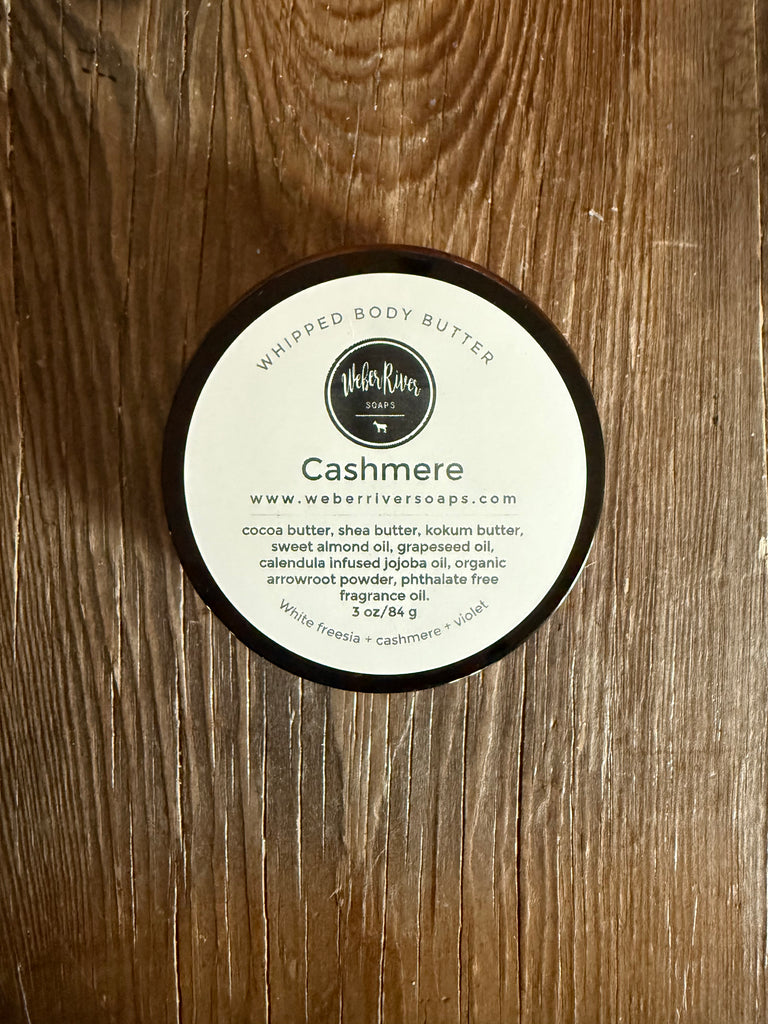 WHIPPED BODY BUTTER
Weber River
SOAPS
Cashmere
www.weberriversoaps.com
cocoa butter, shea butter, kokum butter,
sweet almond oil, grapeseed oil,
calendula infused jojoba oil, organic
arrowroot powder, phthalate free
fragrance oil.
3 oz/84 g
White freesia + cashmere + violet